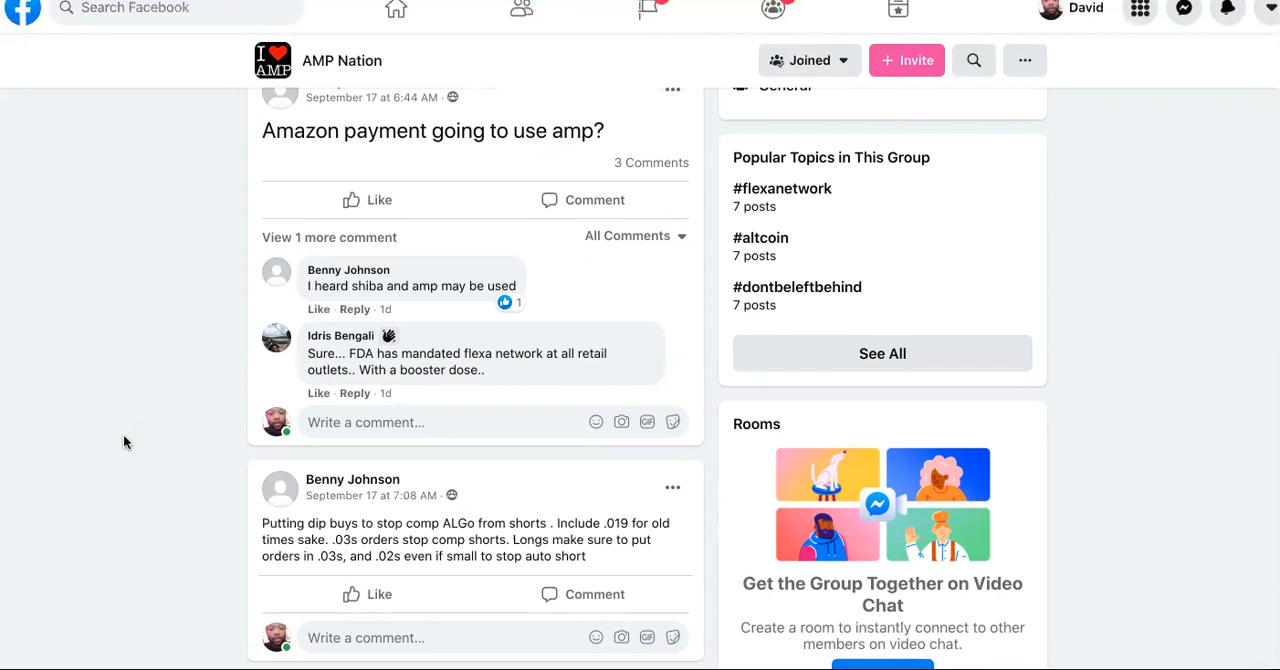 Search Facebook
David
I ♥
AMP
AMP Nation
Joined
Invite
September 17 at 6:44 AM ·
Amazon payment going to use amp?
3 Comments
Like
Comment
View 1 more comment
All Comments
Benny Johnson
I heard shiba and amp may be used
1
Like · Reply · 1d
Idris Bengali
Sure... FDA has mandated flexa network at all retail
outlets.. With a booster dose..
Like · Reply · 1d
Write a comment...
GIF
Benny Johnson
September 17 at 7:08 AM ·
Putting dip buys to stop comp ALGo from shorts . Include .019 for old
times sake. .03s orders stop comp shorts. Longs make sure to put
orders in .03s, and .02s even if small to stop auto short
Like
Comment
Write a comment...
GIF
General
Popular Topics in This Group
#flexanetwork
7 posts
#altcoin
7 posts
#dontbeleftbehind
7 posts
See All
Rooms
Get the Group Together on Video
Chat
Create a room to instantly connect to other
members on video chat.